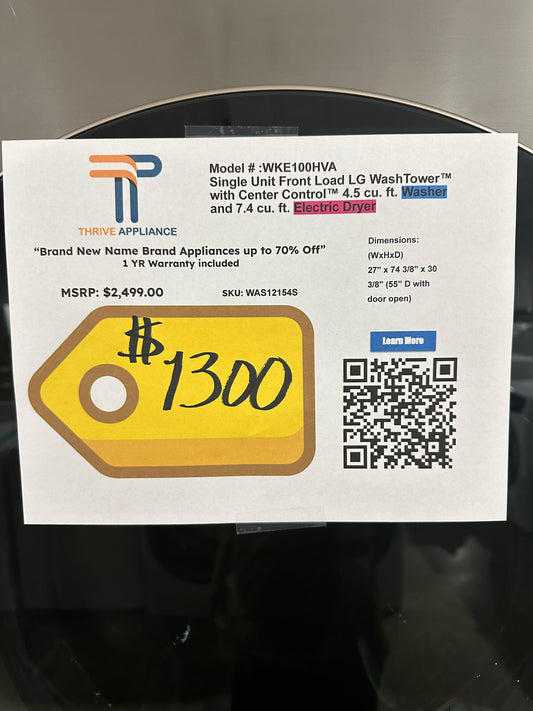 TP
THRIVE APPLIANCE
Model # :WKE100HVA
Single Unit Front Load LG WashTower™
with Center Control™ 4.5 cu. ft. Washer
and 7.4 cu. ft. Electric Dryer
“Brand New Name Brand Appliances up to 70% Off”
1 YR Warranty included
MSRP: $2,499.00
SKU: WAS12154S
Dimensions:
(WxHxD)
27" x 74 3/8" x 30
3/8" (55" D with
door open)
$1300
Learn More